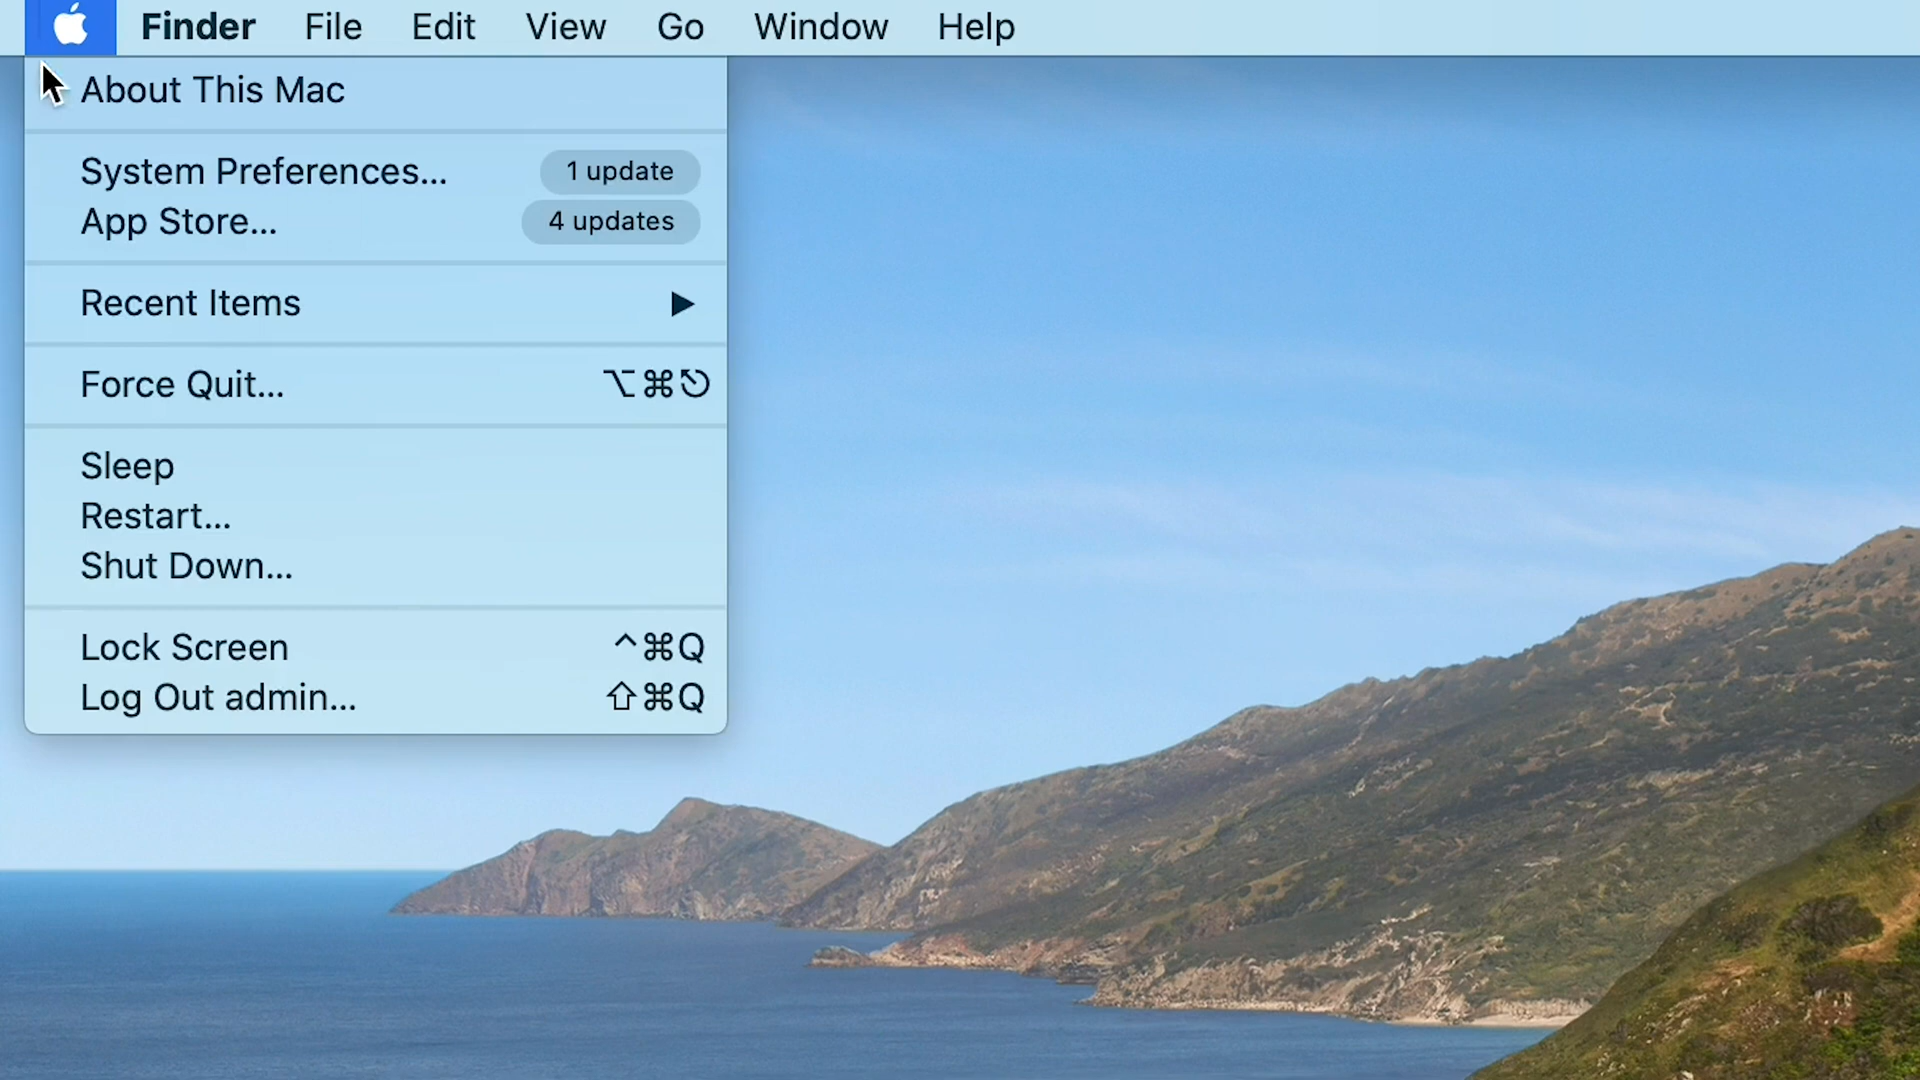 Finder File Edit View Go Window Help
About This Mac
System Preferences... 1 update
App Store... 4 updates
Recent Items ▶
Force Quit... ⌥⌘⎋
Sleep
Restart...
Shut Down...
Lock Screen ^⌘Q
Log Out admin... ⇧⌘Q